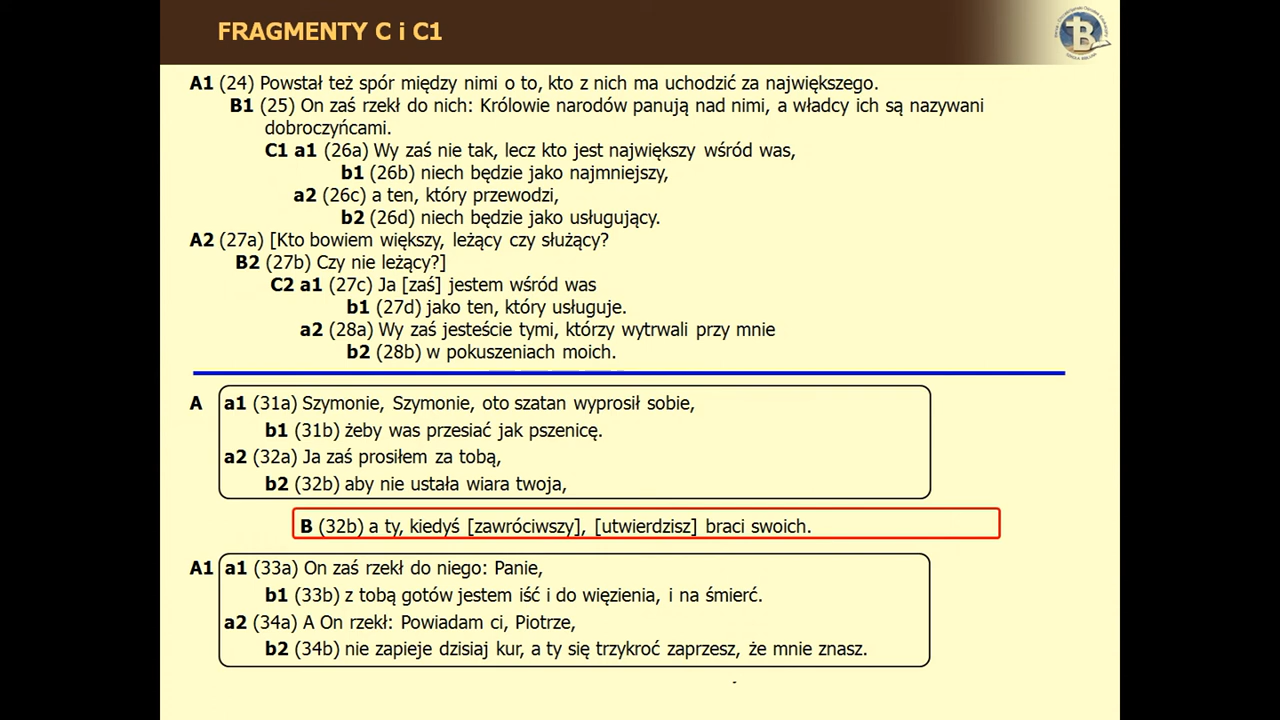 FRAGMENTY C i C1
A1 (24) Powstał też spór między nimi o to, kto z nich ma uchodzić za największego.
B1 (25) On zaś rzekł do nich: Królowie narodów panują nad nimi, a władcy ich są nazywani
dobroczyńcami.
C1 a1 (26a) Wy zaś nie tak, lecz kto jest największy wśród was,
b1 (26b) niech będzie jako najmniejszy,
a2 (26c) a ten, który przewodzi,
b2 (26d) niech będzie jako usługujący.
A2 (27a) [Kto bowiem większy, leżący czy służący?
B2 (27b) Czy nie leżący?]
C2 a1 (27c) Ja [zaś] jestem wśród was
b1 (27d) jako ten, który usługuje.
a2 (28a) Wy zaś jesteście tymi, którzy wytrwali przy mnie
b2 (28b) w pokuszeniach moich.
A a1 (31a) Szymonie, Szymonie, oto szatan wyprosił sobie,
b1 (31b) żeby was przesiać jak pszenicę.
a2 (32a) Ja zaś prosiłem za tobą,
b2 (32b) aby nie ustała wiara twoja,
B (32b) a ty, kiedyś [zawróciwszy], [utwierdzisz] braci swoich.
A1 a1 (33a) On zaś rzekł do niego: Panie,
b1 (33b) z tobą gotów jestem iść i do więzienia, i na śmierć.
a2 (34a) A On rzekł: Powiadam ci, Piotrze,
b2 (34b) nie zapieje dzisiaj kur, a ty się trzykroć zaprzesz, że mnie znasz.